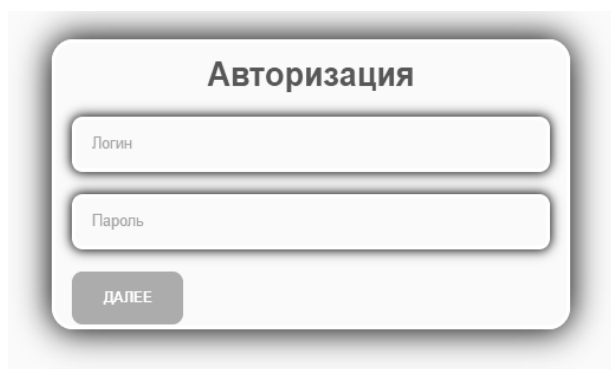 Авторизация
Логин
Пароль
ДАЛЕЕ